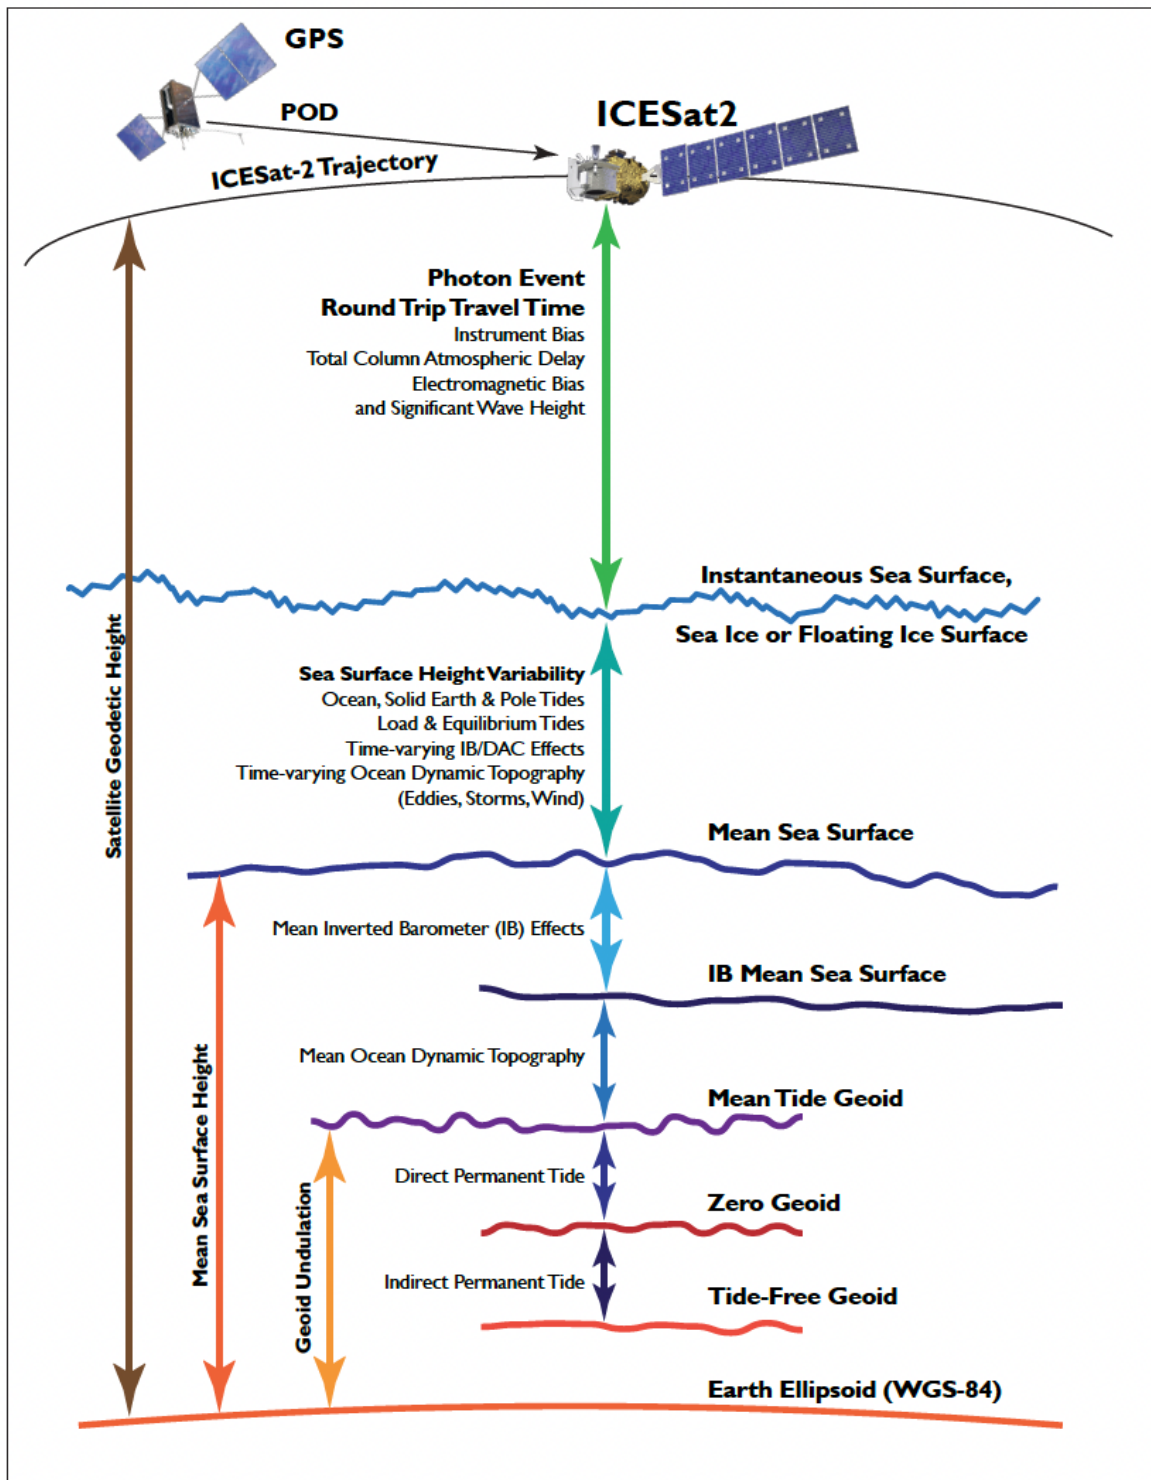 GPS
POD
ICESat2
ICESat-2 Trajectory
Photon Event
Round Trip Travel Time
Instrument Bias
Total Column Atmospheric Delay
Electromagnetic Bias
and Significant Wave Height
Instantaneous Sea Surface,
Sea Ice or Floating Ice Surface
Satellite Geodetic Height
Sea Surface Height Variability
Ocean, Solid Earth & Pole Tides
Load & Equilibrium Tides
Time-varying IB/DAC Effects
Time-varying Ocean Dynamic Topography
(Eddies, Storms, Wind)
Mean Sea Surface
Mean Inverted Barometer (IB) Effects
IB Mean Sea Surface
Mean Ocean Dynamic Topography
Mean Sea Surface Height
Mean Tide Geoid
Direct Permanent Tide
Zero Geoid
Geoid Undulation
Indirect Permanent Tide
Tide-Free Geoid
Earth Ellipsoid (WGS-84)